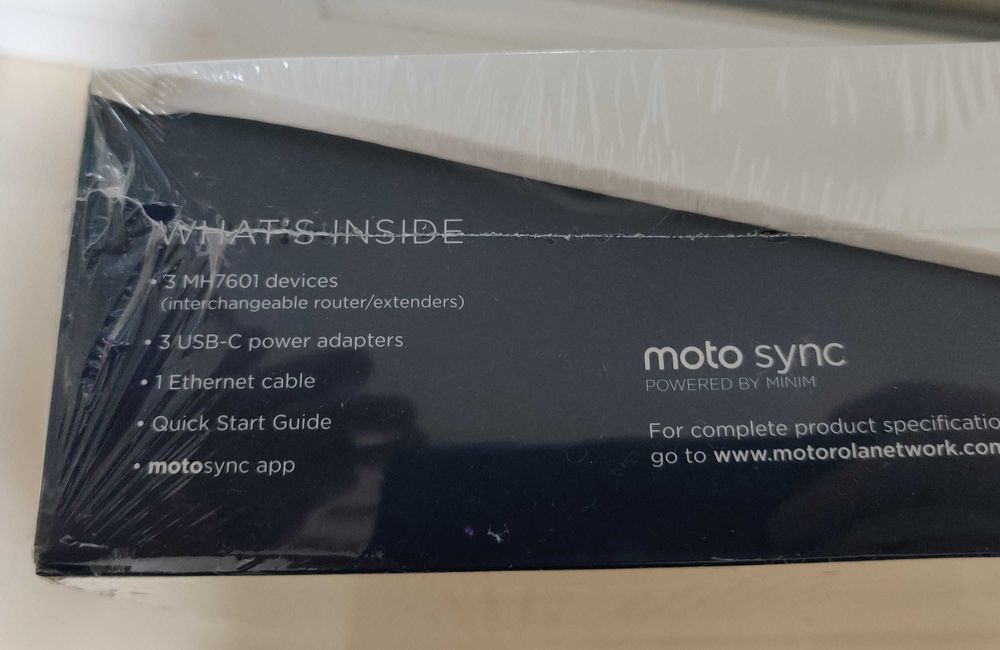 WHAT'S INSIDE
• 3 MH7601 devices
(interchangeable router/extenders)
• 3 USB-C power adapters
• 1 Ethernet cable
• Quick Start Guide
• motosync app
moto sync
POWERED BY MINIM
For complete product specificatio
go to www.motorolanetwork.com